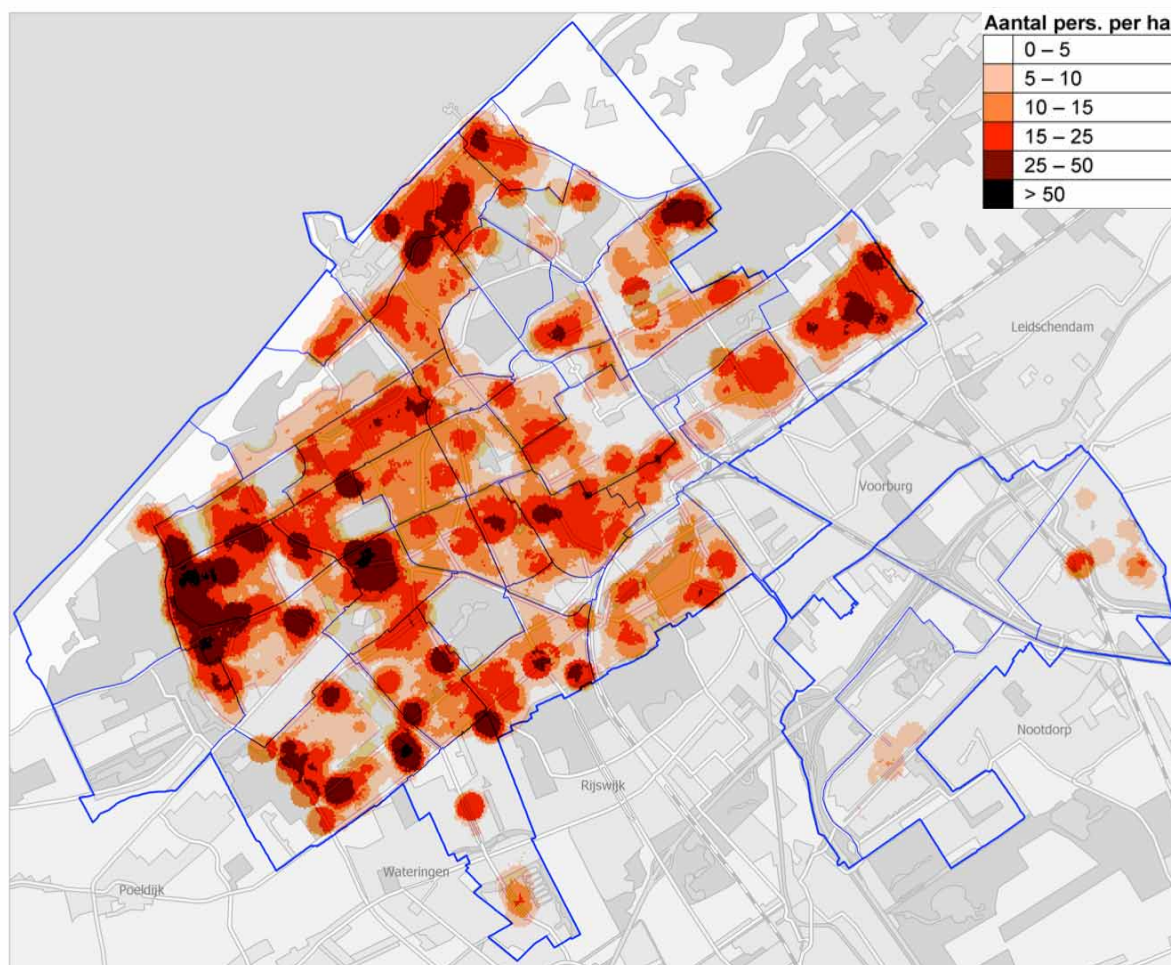 Aantal pers. per ha
0 – 5
5 – 10
10 – 15
15 – 25
25 – 50
> 50
Leidschendam
Voorburg
Nootdorp
Rijswijk
Wateringen
Poeldijk